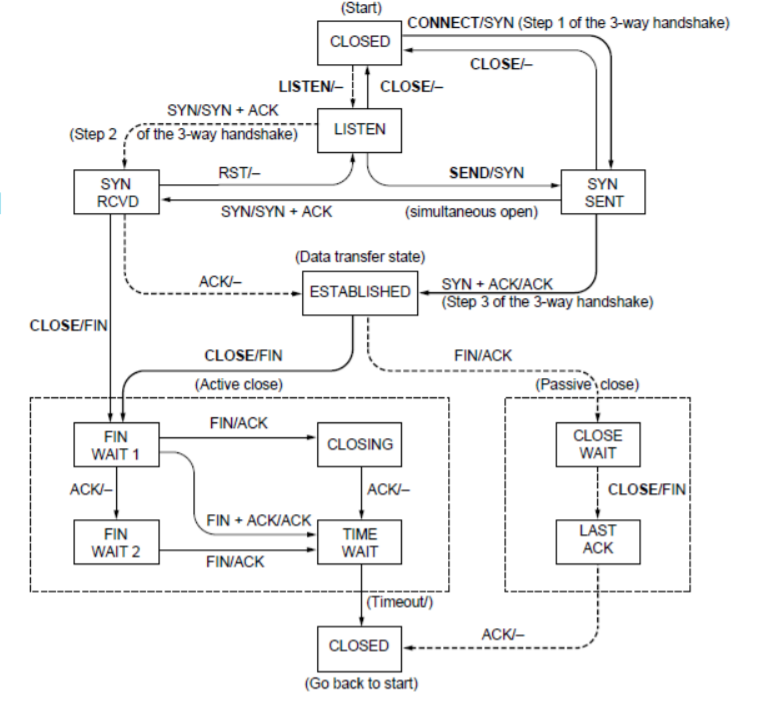 (Start)
CONNECT/SYN (Step 1 of the 3-way handshake)
CLOSED
CLOSE/–
LISTEN/–
CLOSE/–
SYN/SYN + ACK
(Step 2 of the 3-way handshake)
LISTEN
RST/–
SEND/SYN
SYN
RCVD
SYN
SENT
SYN/SYN + ACK
(simultaneous open)
(Data transfer state)
ACK/–
ESTABLISHED
SYN + ACK/ACK
(Step 3 of the 3-way handshake)
CLOSE/FIN
CLOSE/FIN
FIN/ACK
(Active close)
(Passive close)
FIN/ACK
FIN
WAIT 1
CLOSING
CLOSE
WAIT
ACK/–
ACK/–
CLOSE/FIN
FIN + ACK/ACK
FIN
WAIT 2
TIME
WAIT
LAST
ACK
FIN/ACK
(Timeout/)
CLOSED
ACK/–
(Go back to start)